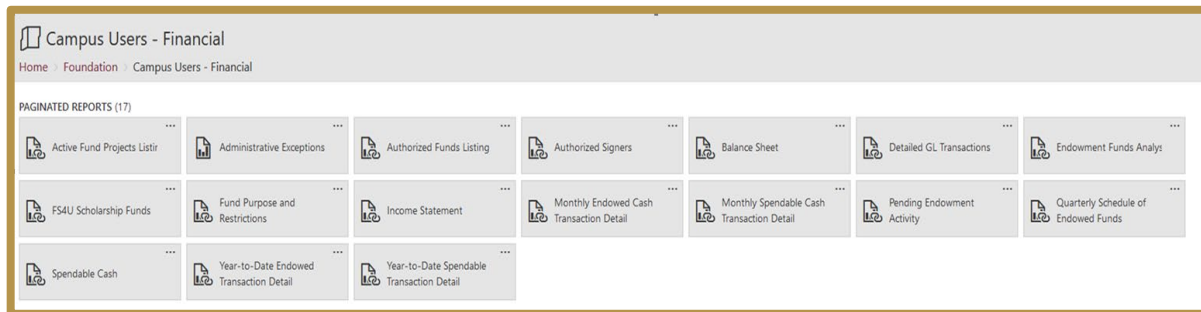 Campus Users - Financial
Home > Foundation > Campus Users - Financial
PAGINATED REPORTS (17)
Active Fund Projects Listir
Administrative Exceptions
Authorized Funds Listing
Authorized Signers
Balance Sheet
Detailed GL Transactions
Endowment Funds Analys
FS4U Scholarship Funds
Fund Purpose and
Restrictions
Income Statement
Monthly Endowed Cash
Transaction Detail
Monthly Spendable Cash
Transaction Detail
Pending Endowment
Activity
Quarterly Schedule of
Endowed Funds
Spendable Cash
Year-to-Date Endowed
Transaction Detail
Year-to-Date Spendable
Transaction Detail